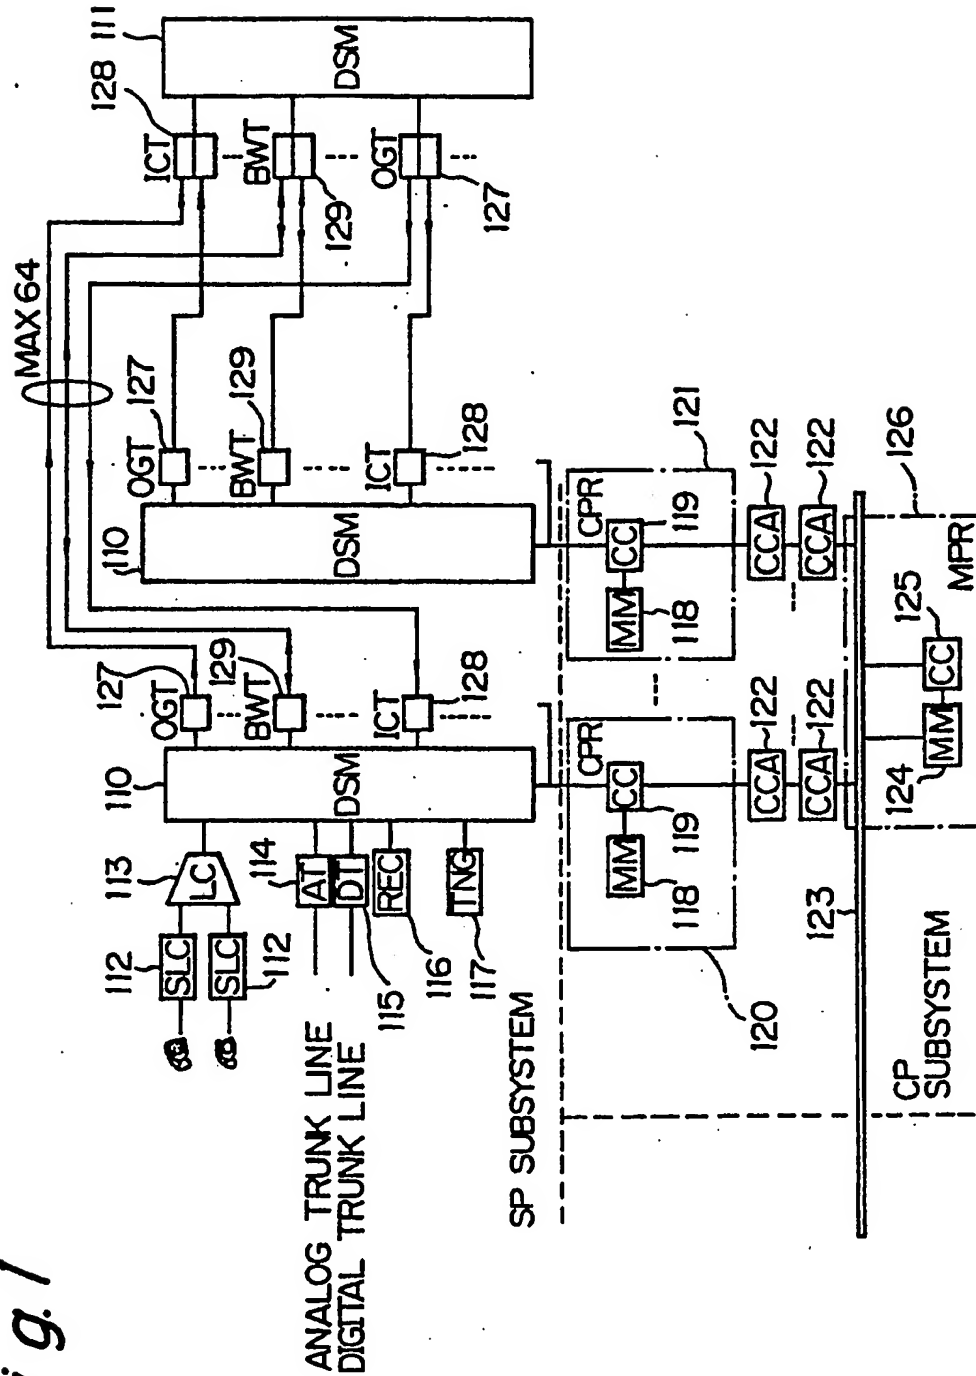 111
DSM
128
ICT
BWT
129
OGT
127
MAX 64
127
OGT
129
BWT
ICT
128
110
DSM
127
OGT
129
BWT
ICT
128
110
DSM
113
LC
112
SLC
SLC
112
114
AT
DT
115
REC
116
TNG
117
ANALOG TRUNK LINE
DIGITAL TRUNK LINE
SP SUBSYSTEM
CPR
CC
119
MM
118
121
CPR
CC
119
MM
118
120
CCA
122
CCA
122
CCA
122
CCA
122
123
126
MPR
125
CC
MM
124
CP
SUBSYSTEM